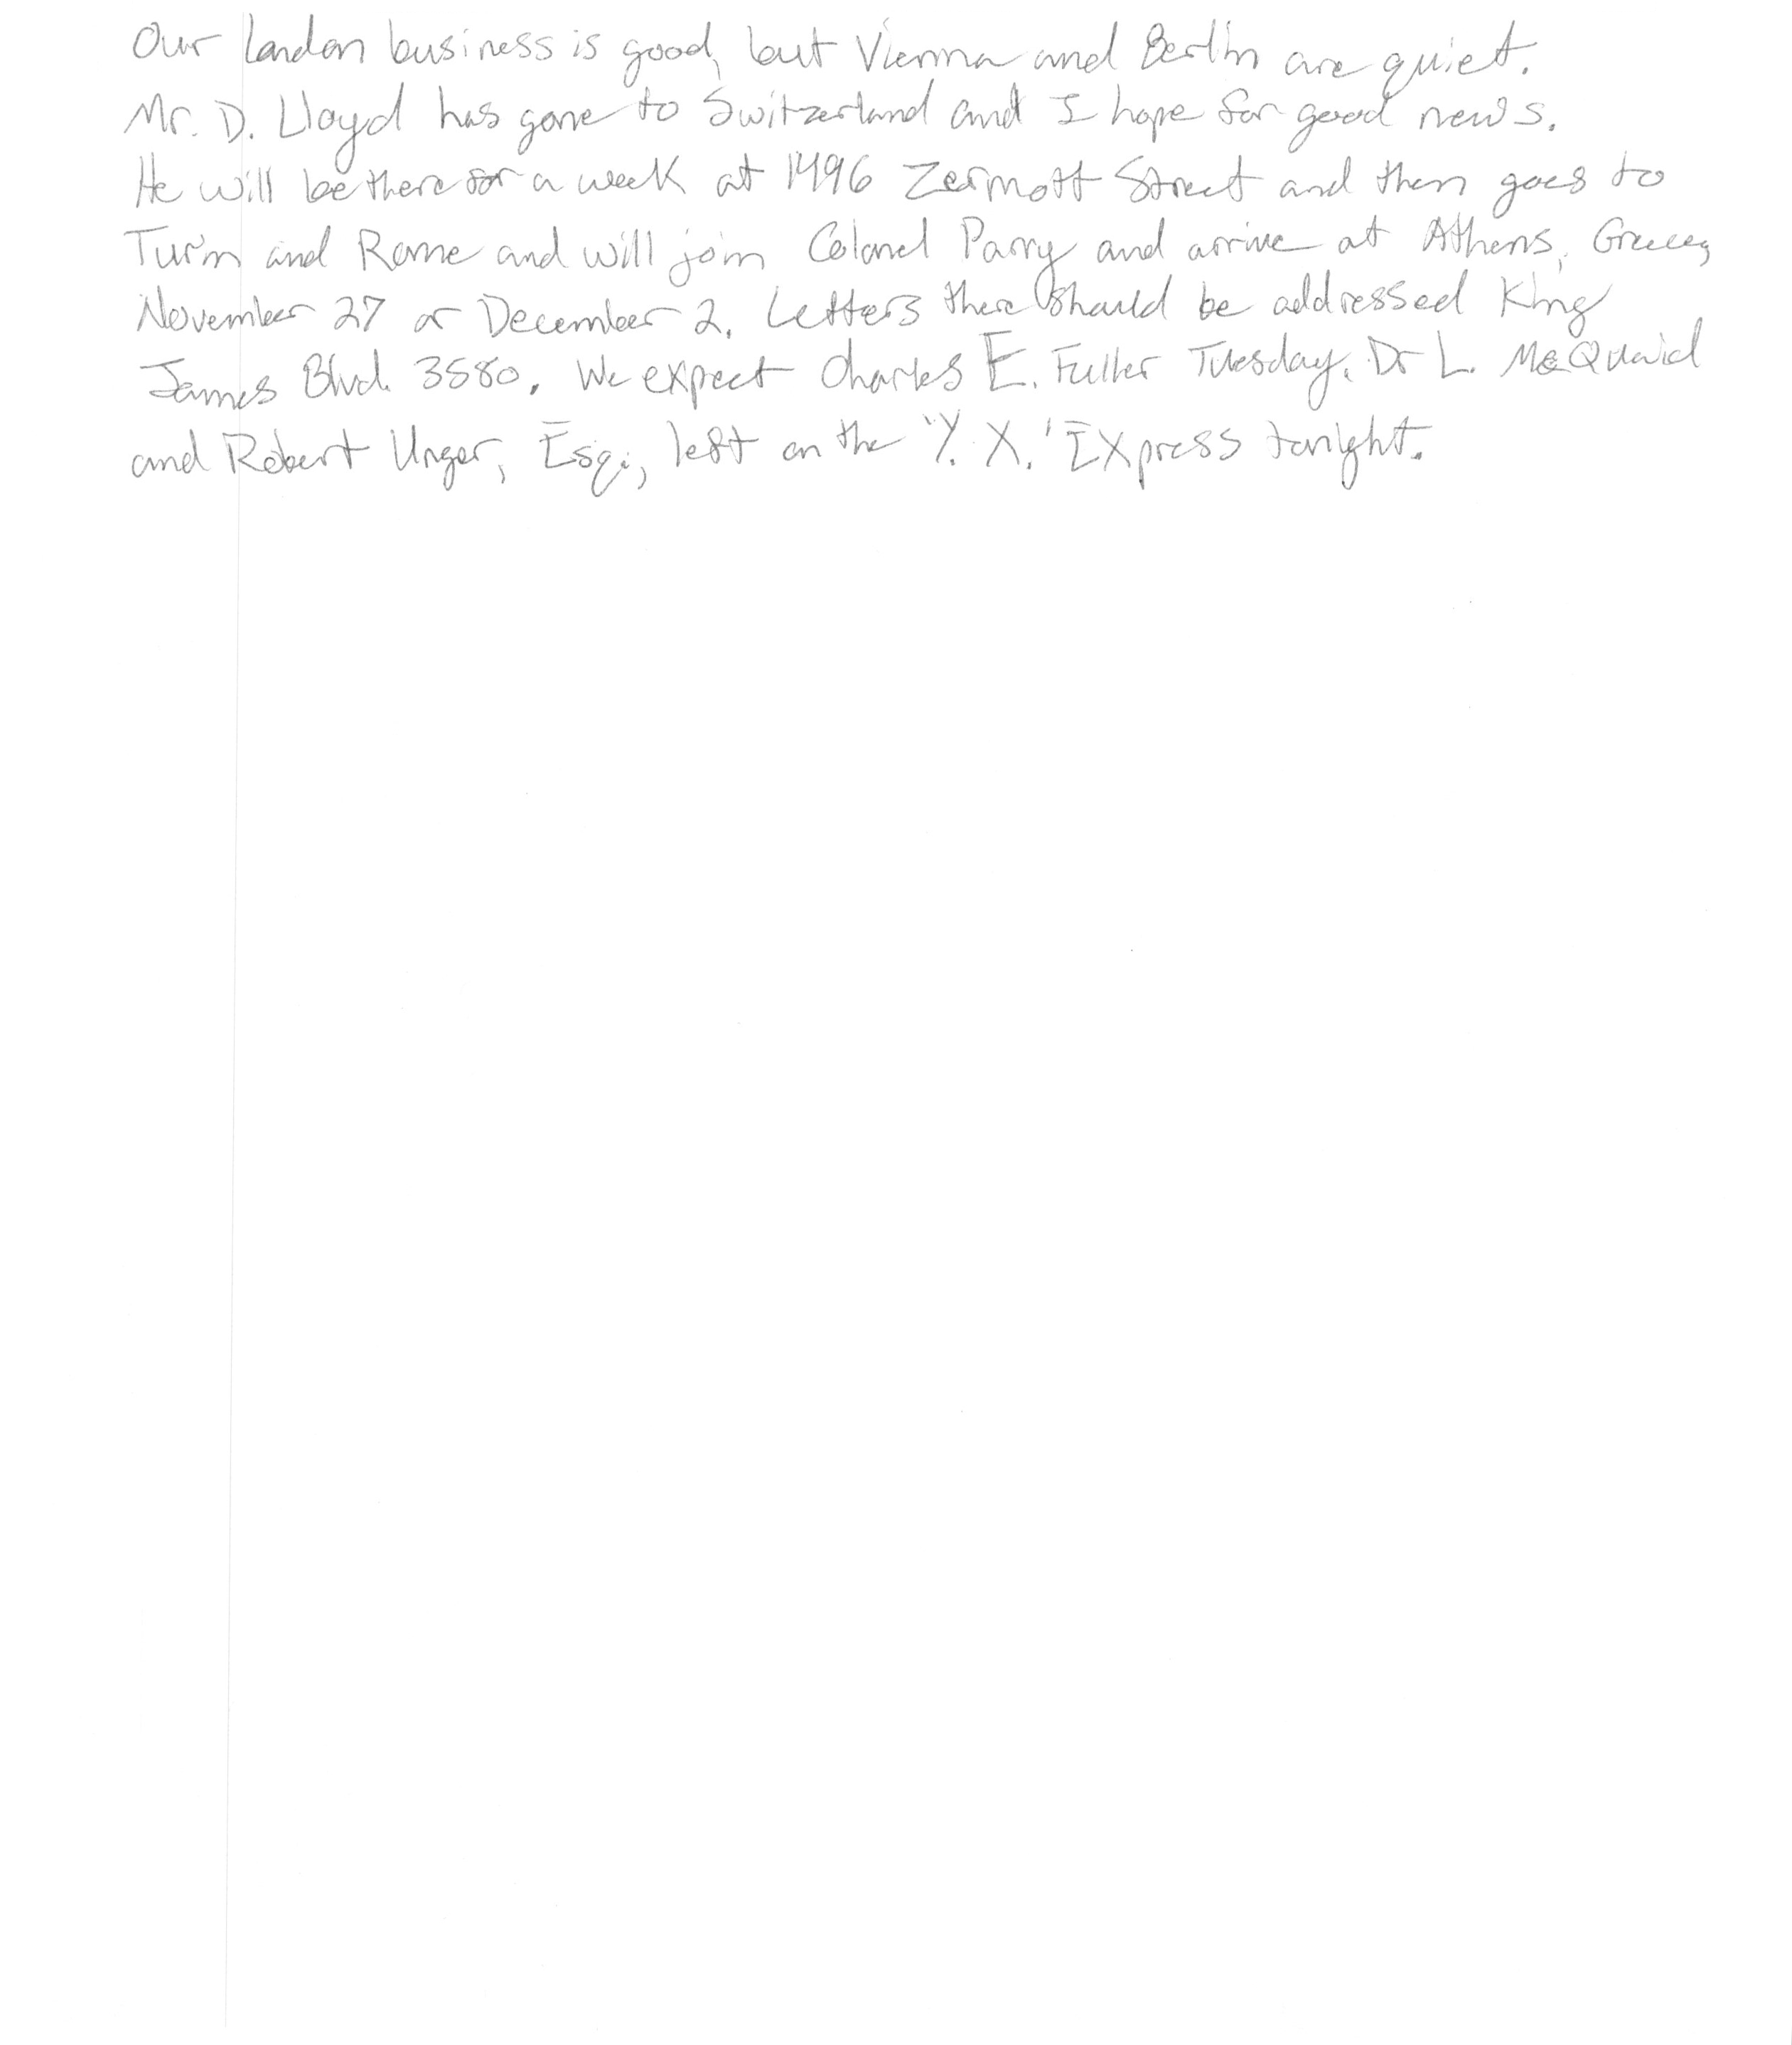 Our London business is good, but Vienna and Berlin are quiet.
Mr. D. Lloyd has gone to Switzerland and I hope for good news.
He will be there for a week at 1496 Zermott Street and then goes to
Turin and Rome and will join Colonel Parry and arrive at Athens, Greece,
November 27 or December 2. Letters there should be addressed King
James Blvd. 3580. We expect Charles E. Fuller Tuesday. Dr L. McQuaid
and Robert Unger, Esq., left on the 'Y. X.' Express tonight.